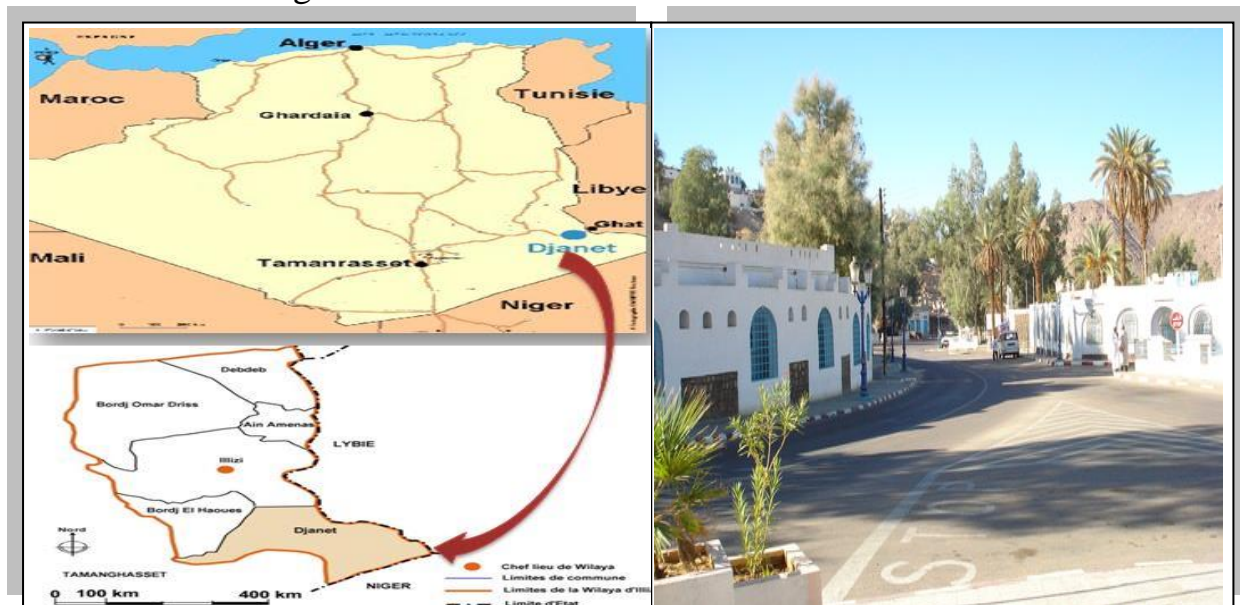 Alger
Maroc
Tunisie
Ghardaia
Libye
Ghat
Djanet
Mali
Tamanrasset
Niger
Debdeb
Bordj Omar Driss
Ain Amenas
LYBIE
Illizi
Bordj El Haoues
Djanet
Nord
TAMANGHASSET
NIGER
0 100 km 400 km
Chef lieu de Wilaya
Limites de commune
Limites de la Wilaya d'Illi
Limite d'Etat
STOP